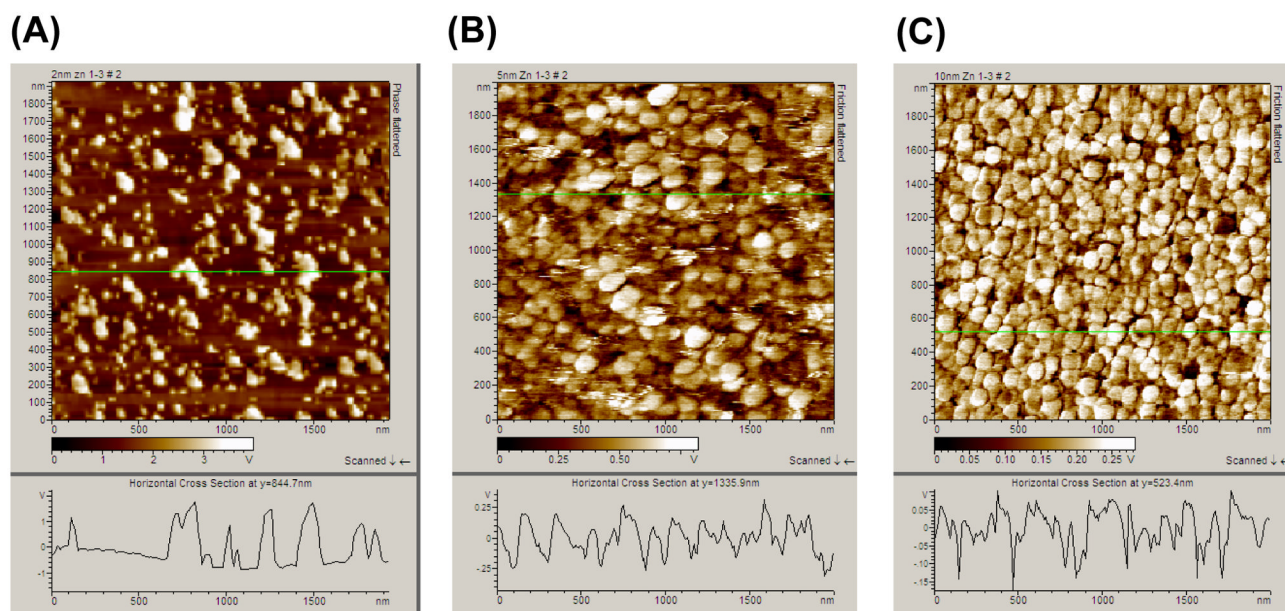 (A)
2nm zn 1-3 # 2
nm
1800
1700
1600
1500
1400
1300
1200
1100
1000
900
800
700
600
500
400
300
200
100
0
Phase flattened
0 500 1000 1500 nm
0 1 2 3 V
Scanned ↓←
Horizontal Cross Section at y=844.7nm
V
1
0
-1
0 500 1000 1500 nm
(B)
5nm Zn 1-3 # 2
nm
1800
1600
1400
1200
1000
800
600
400
200
0
Friction flattened
0 500 1000 1500 nm
0 0.25 0.50 V
Scanned ↓←
Horizontal Cross Section at y=1335.9nm
V
.25
0
-.25
0 500 1000 1500 nm
(C)
10nm Zn 1-3 # 2
nm
1800
1600
1400
1200
1000
800
600
400
200
0
Friction flattened
0 500 1000 1500 nm
0 0.05 0.10 0.15 0.20 0.25 V
Scanned ↓←
Horizontal Cross Section at y=523.4nm
V
0.05
0
-.05
-.10
-.15
0 500 1000 1500 nm